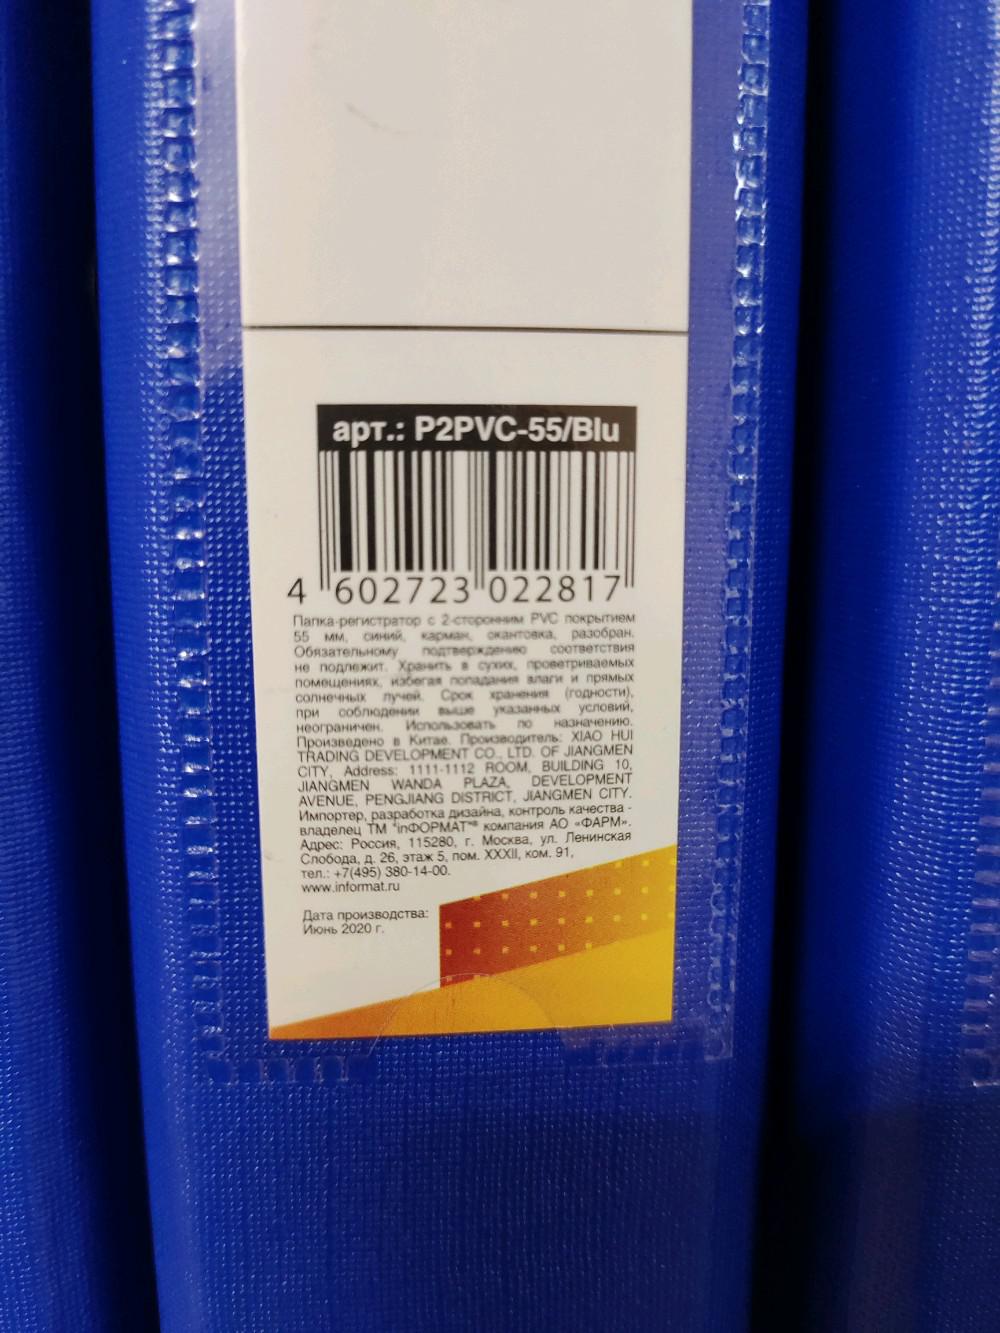 арт.: P2PVC-55/Blu
4 602723 022817
Папка-регистратор с 2-сторонним PVC покрытием
55 мм, синий, карман, окантовка, разобран.
Обязательному подтверждению соответствия
не подлежит. Хранить в сухих, проветриваемых
помещениях, избегая попадания влаги и прямых
солнечных лучей. Срок хранения (годности),
при соблюдении выше указанных условий,
неограничен. Использовать по назначению.
Произведено в Китае. Производитель: XIAO HUI
TRADING DEVELOPMENT CO., LTD. OF JIANGMEN
CITY, Address: 1111-1112 ROOM, BUILDING 10,
JIANGMEN WANDA PLAZA, DEVELOPMENT
AVENUE, PENGJIANG DISTRICT, JIANGMEN CITY.
Импортер, разработка дизайна, контроль качества -
владелец ТМ "inФОРМАТ"® компания АО «ФАРМ».
Адрес: Россия, 115280, г. Москва, ул. Ленинская
Слобода, д. 26, этаж 5, пом. XXXII, ком. 91,
тел.: +7(495) 380-14-00.
www.informat.ru
Дата производства:
Июнь 2020 г.